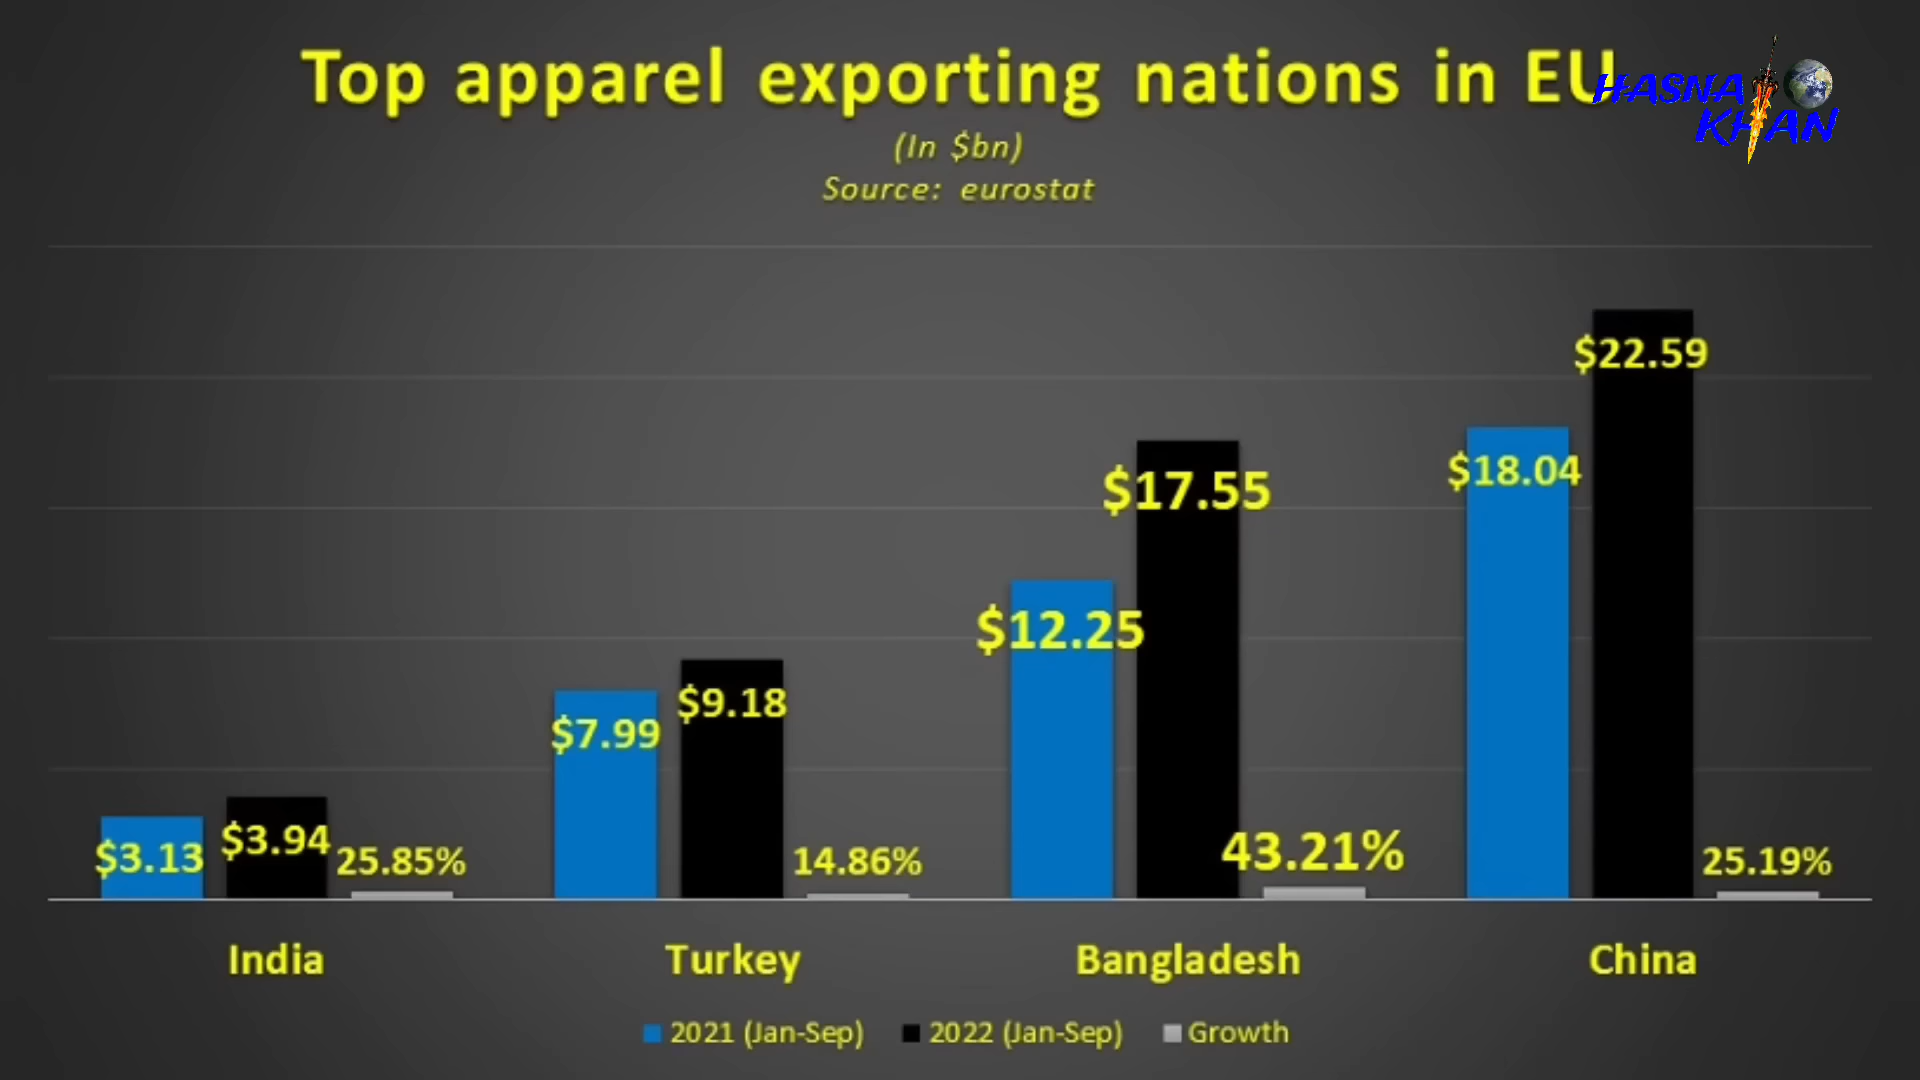 Top apparel exporting nations in EU
HASNA
KHAN
(In $bn)
Source: eurostat
$22.59
$18.04
$17.55
$12.25
$9.18
$7.99
$3.94
$3.13
25.85%
14.86%
43.21%
25.19%
India Turkey Bangladesh China
2021 (Jan-Sep) 2022 (Jan-Sep) Growth